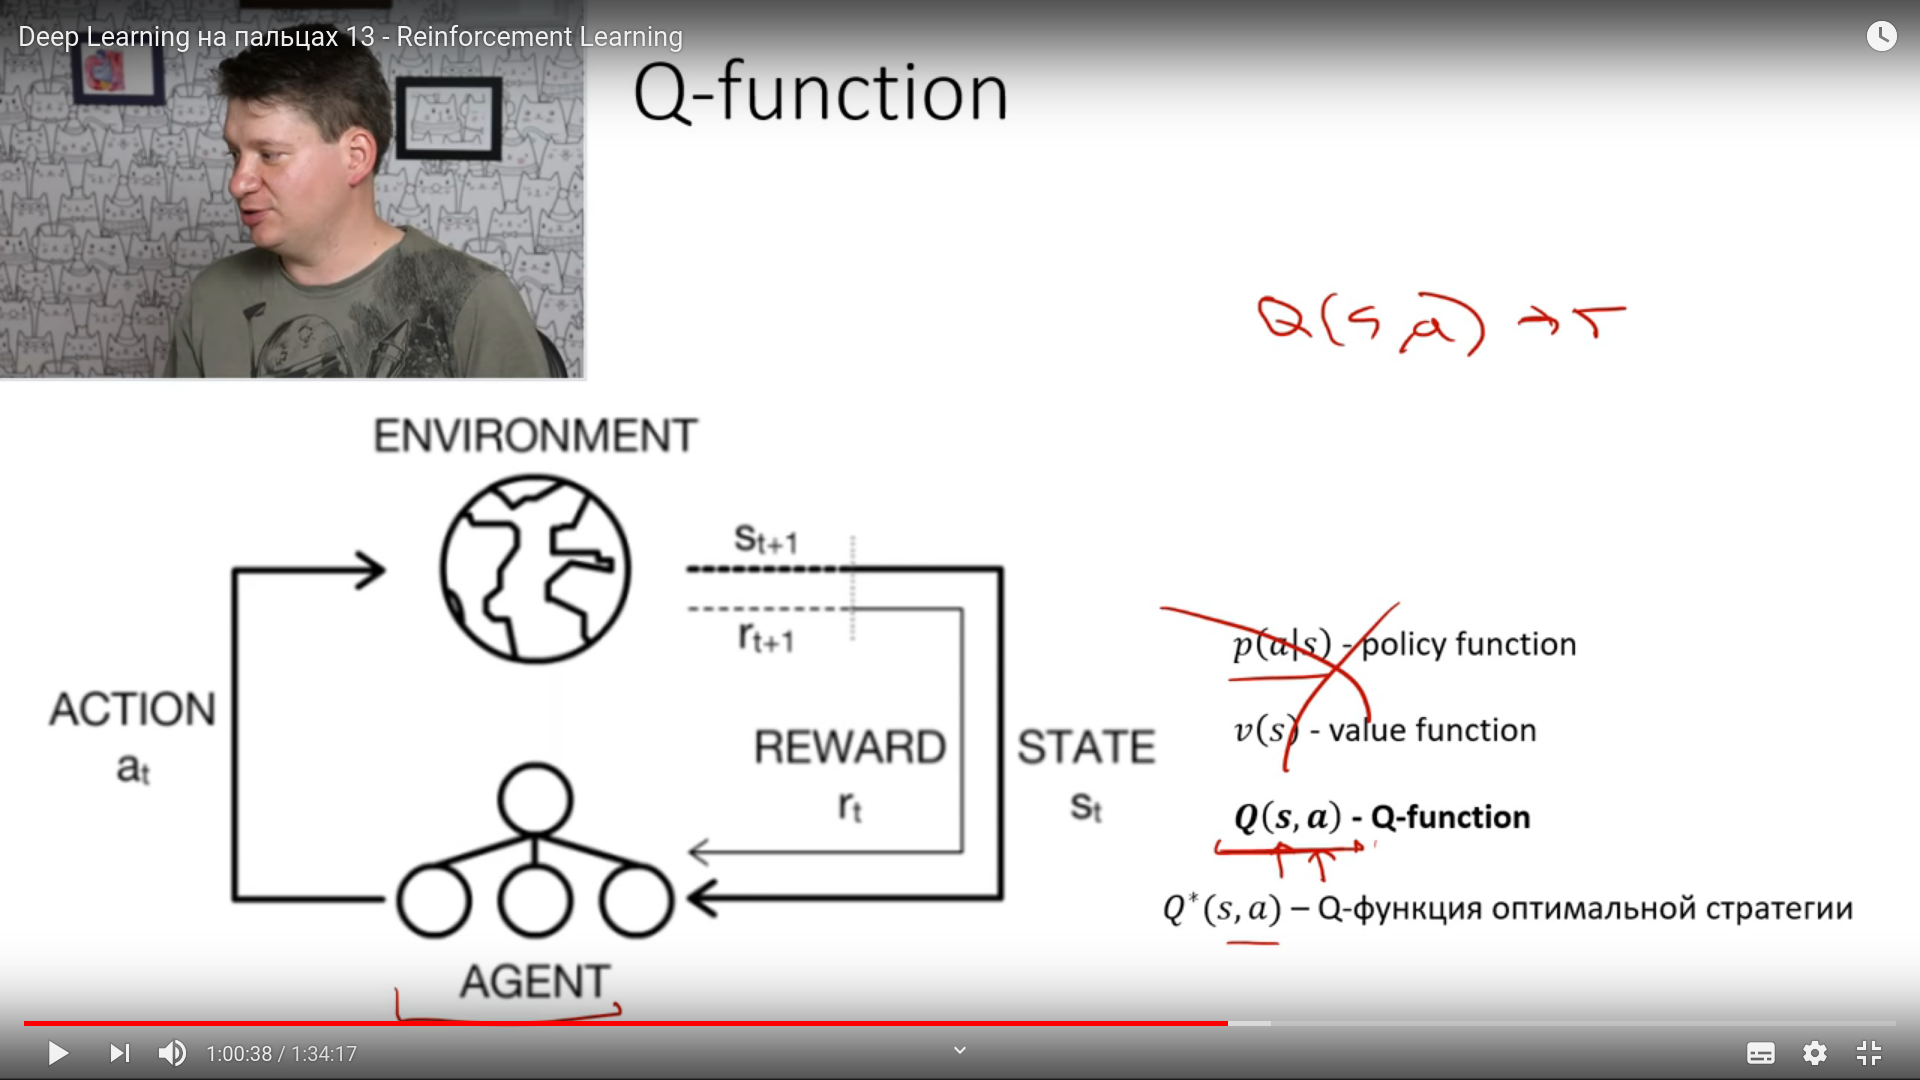 Deep Learning на пальцах 13 - Reinforcement Learning
Q-function
Q(s,a) → r
ENVIRONMENT
s_{t+1}
r_{t+1}
ACTION
a_t
REWARD
r_t
STATE
s_t
AGENT
p(a|s) - policy function
v(s) - value function
Q(s, a) - Q-function
Q*(s, a) – Q-функция оптимальной стратегии
1:00:38 / 1:34:17